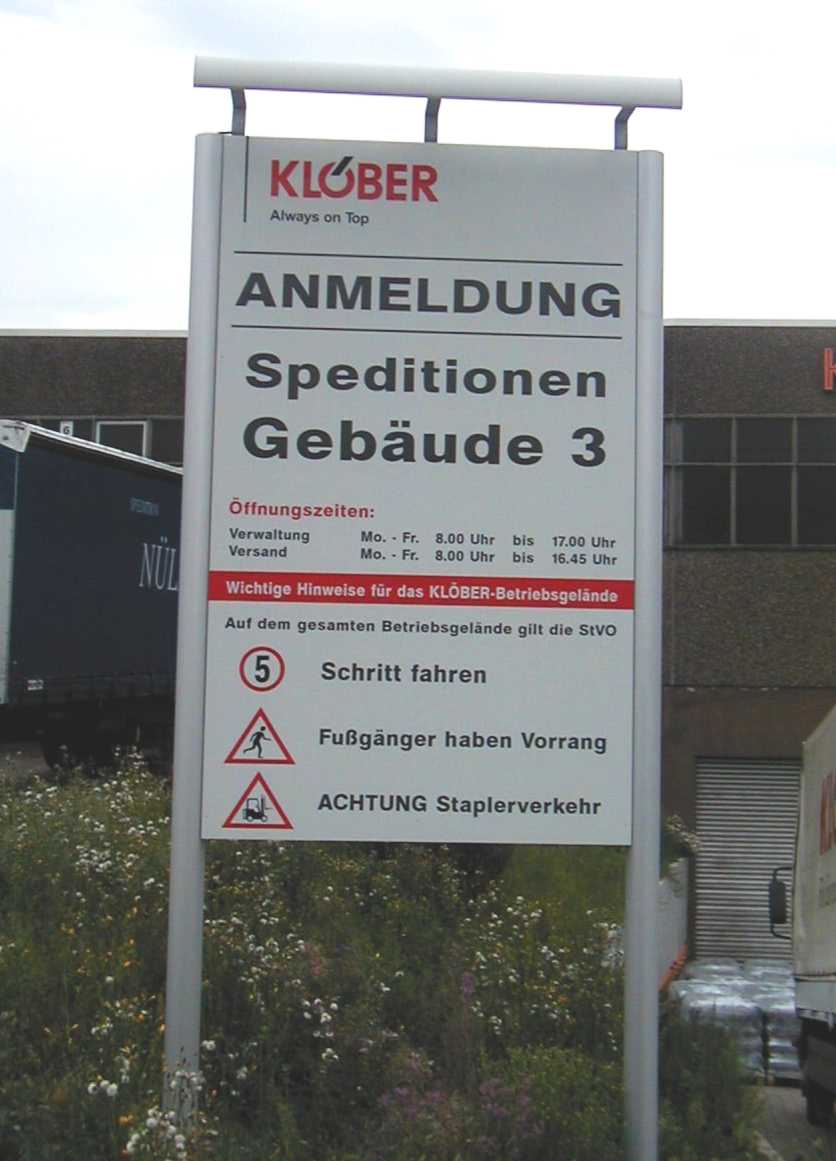 KLÖBER
Always on Top
ANMELDUNG
Speditionen
Gebäude 3
Öffnungszeiten:
Verwaltung Mo. - Fr. 8.00 Uhr bis 17.00 Uhr
Versand Mo. - Fr. 8.00 Uhr bis 16.45 Uhr
Wichtige Hinweise für das KLÖBER-Betriebsgelände
Auf dem gesamten Betriebsgelände gilt die StVO
5 Schritt fahren
Fußgänger haben Vorrang
ACHTUNG Staplerverkehr
G
SPEDITION
NÜL